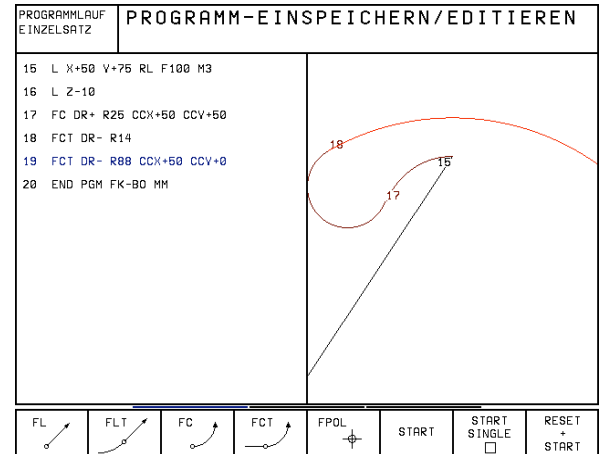 PROGRAMMLAUF
EINZELSATZ
PROGRAMM-EINSPEICHERN/EDITIEREN
15 L X+50 Y+75 RL F100 M3
16 L Z-10
17 FC DR+ R25 CCX+50 CCY+50
18 FCT DR- R14
19 FCT DR- R88 CCX+50 CCY+0
20 END PGM FK-BO MM
18
15
17
FL
FLT
FC
FCT
FPOL
START
START
SINGLE
RESET
+
START